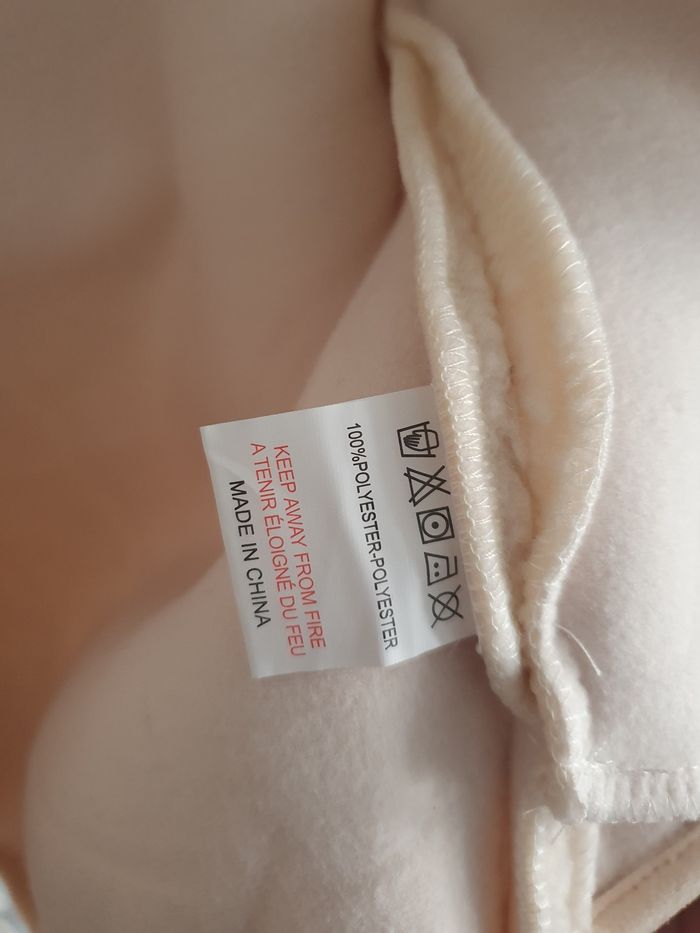 100%POLYESTER-POLYESTER
KEEP AWAY FROM FIRE
A TENIR ÉLOIGNÉ DU FEU
MADE IN CHINA